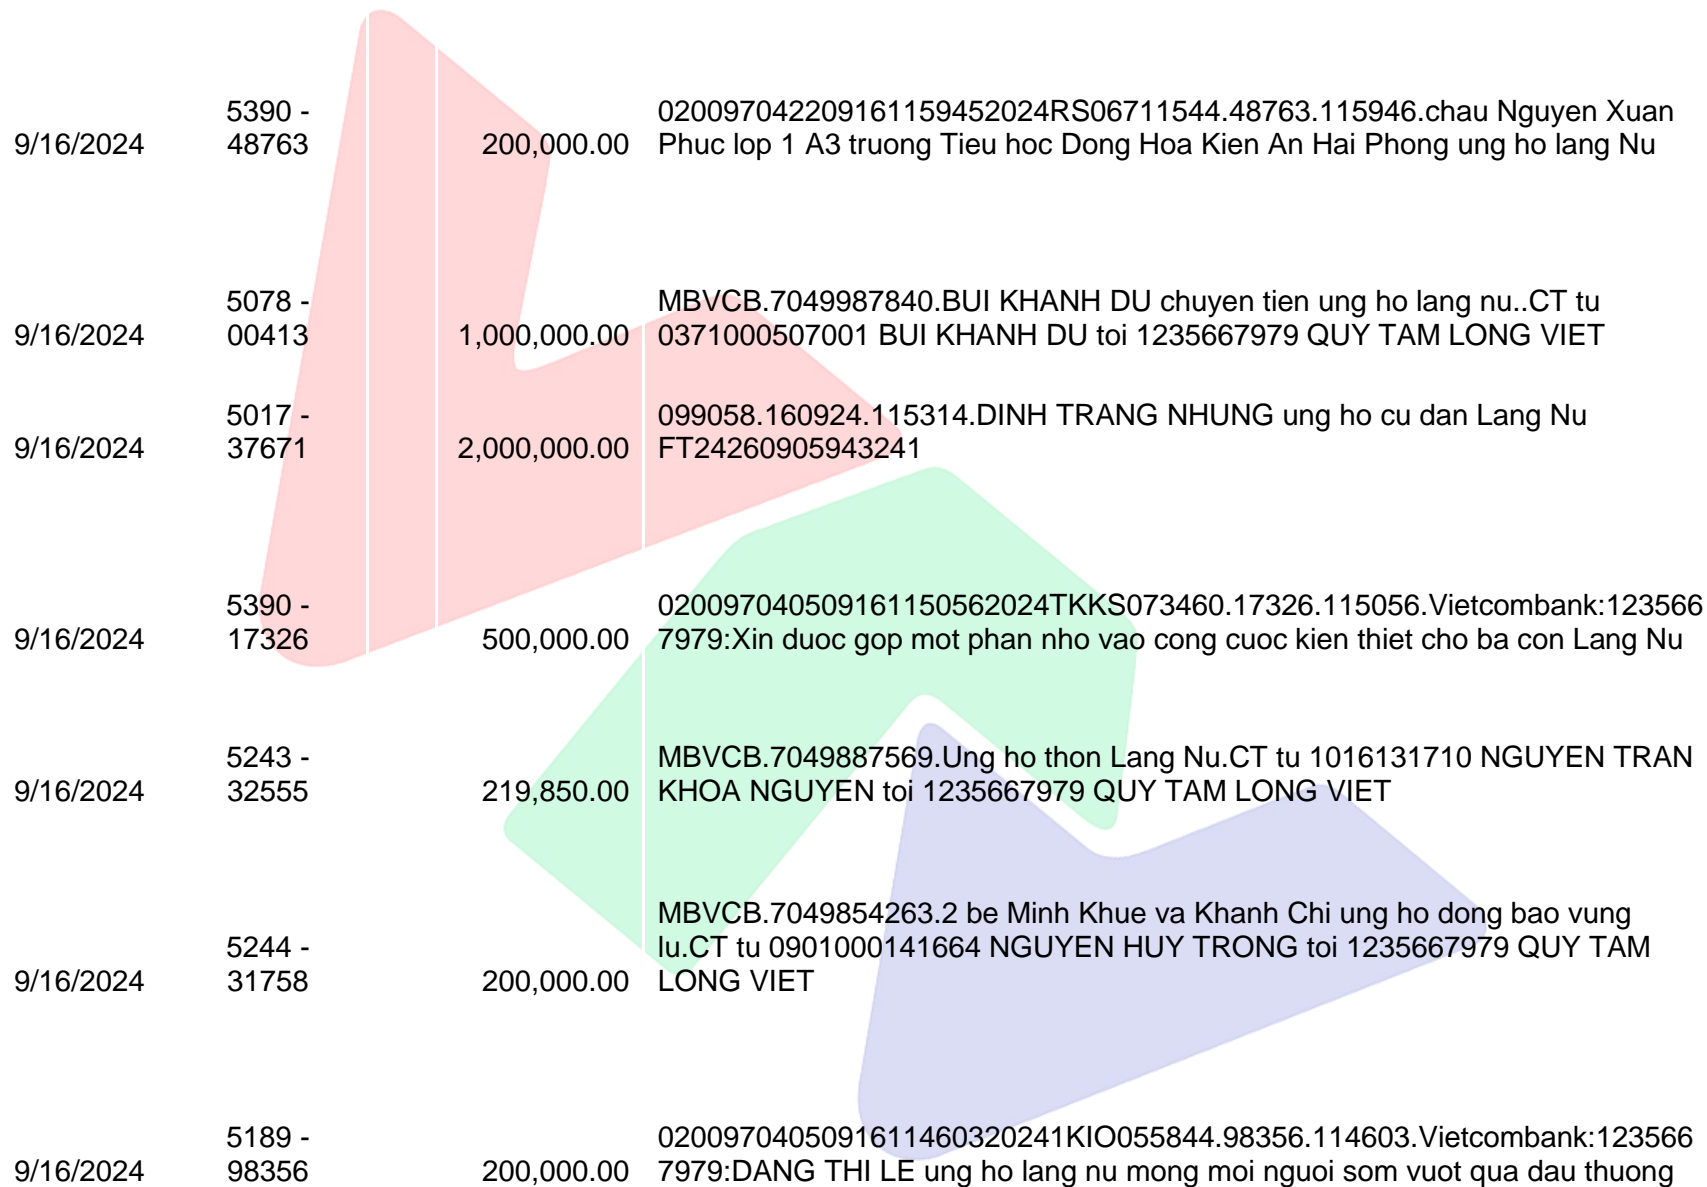 5390 -
48763
9/16/2024
200,000.00
020097042209161159452024RS06711544.48763.115946.chau Nguyen Xuan
Phuc lop 1 A3 truong Tieu hoc Dong Hoa Kien An Hai Phong ung ho lang Nu
5078 -
00413
9/16/2024
1,000,000.00
MBVCB.7049987840.BUI KHANH DU chuyen tien ung ho lang nu..CT tu
0371000507001 BUI KHANH DU toi 1235667979 QUY TAM LONG VIET
5017 -
37671
9/16/2024
2,000,000.00
099058.160924.115314.DINH TRANG NHUNG ung ho cu dan Lang Nu
FT24260905943241
5390 -
17326
9/16/2024
500,000.00
020097040509161150562024TKKS073460.17326.115056.Vietcombank:123566
7979:Xin duoc gop mot phan nho vao cong cuoc kien thiet cho ba con Lang Nu
5243 -
32555
9/16/2024
219,850.00
MBVCB.7049887569.Ung ho thon Lang Nu.CT tu 1016131710 NGUYEN TRAN
KHOA NGUYEN toi 1235667979 QUY TAM LONG VIET
5244 -
31758
9/16/2024
200,000.00
MBVCB.7049854263.2 be Minh Khue va Khanh Chi ung ho dong bao vung
lu.CT tu 0901000141664 NGUYEN HUY TRONG toi 1235667979 QUY TAM
LONG VIET
5189 -
98356
9/16/2024
200,000.00
0200970405091611460320241KIO055844.98356.114603.Vietcombank:123566
7979:DANG THI LE ung ho lang nu mong moi nguoi som vuot qua dau thuong